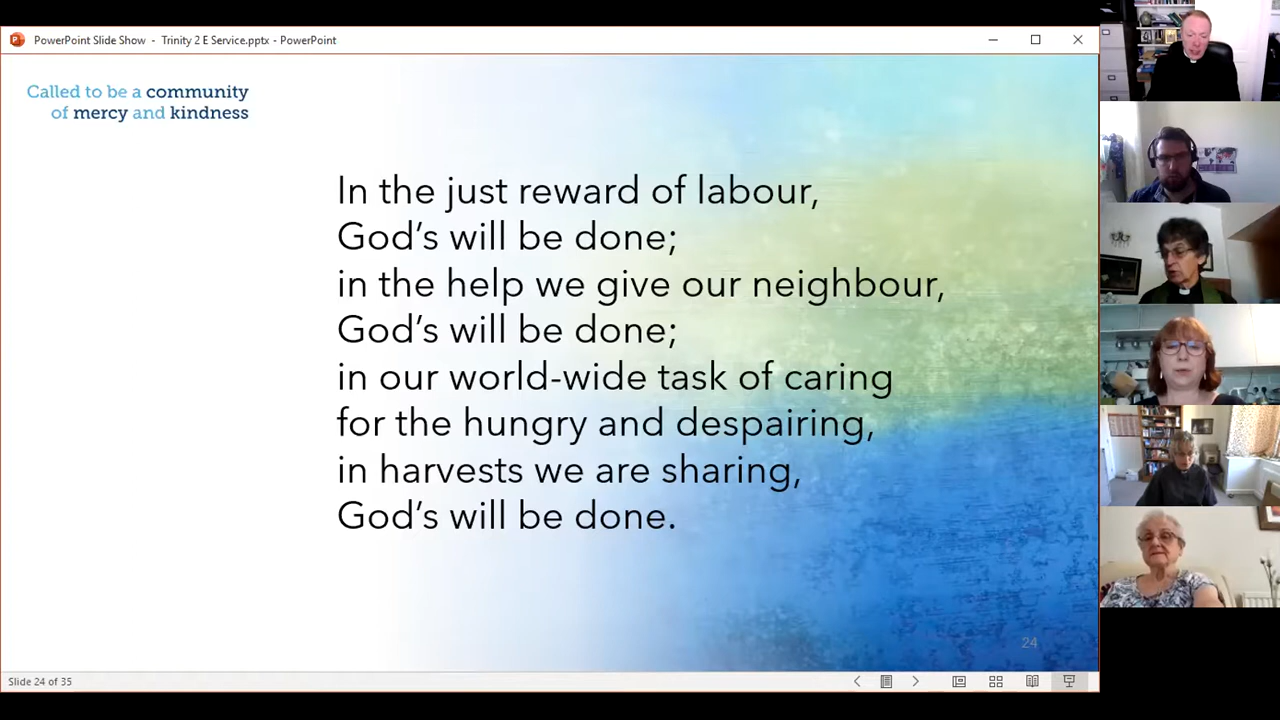 PowerPoint Slide Show - Trinity 2 E Service.pptx - PowerPoint
Called to be a community
of mercy and kindness
In the just reward of labour,
God's will be done;
in the help we give our neighbour,
God's will be done;
in our world-wide task of caring
for the hungry and despairing,
in harvests we are sharing,
God's will be done.
24
Slide 24 of 35